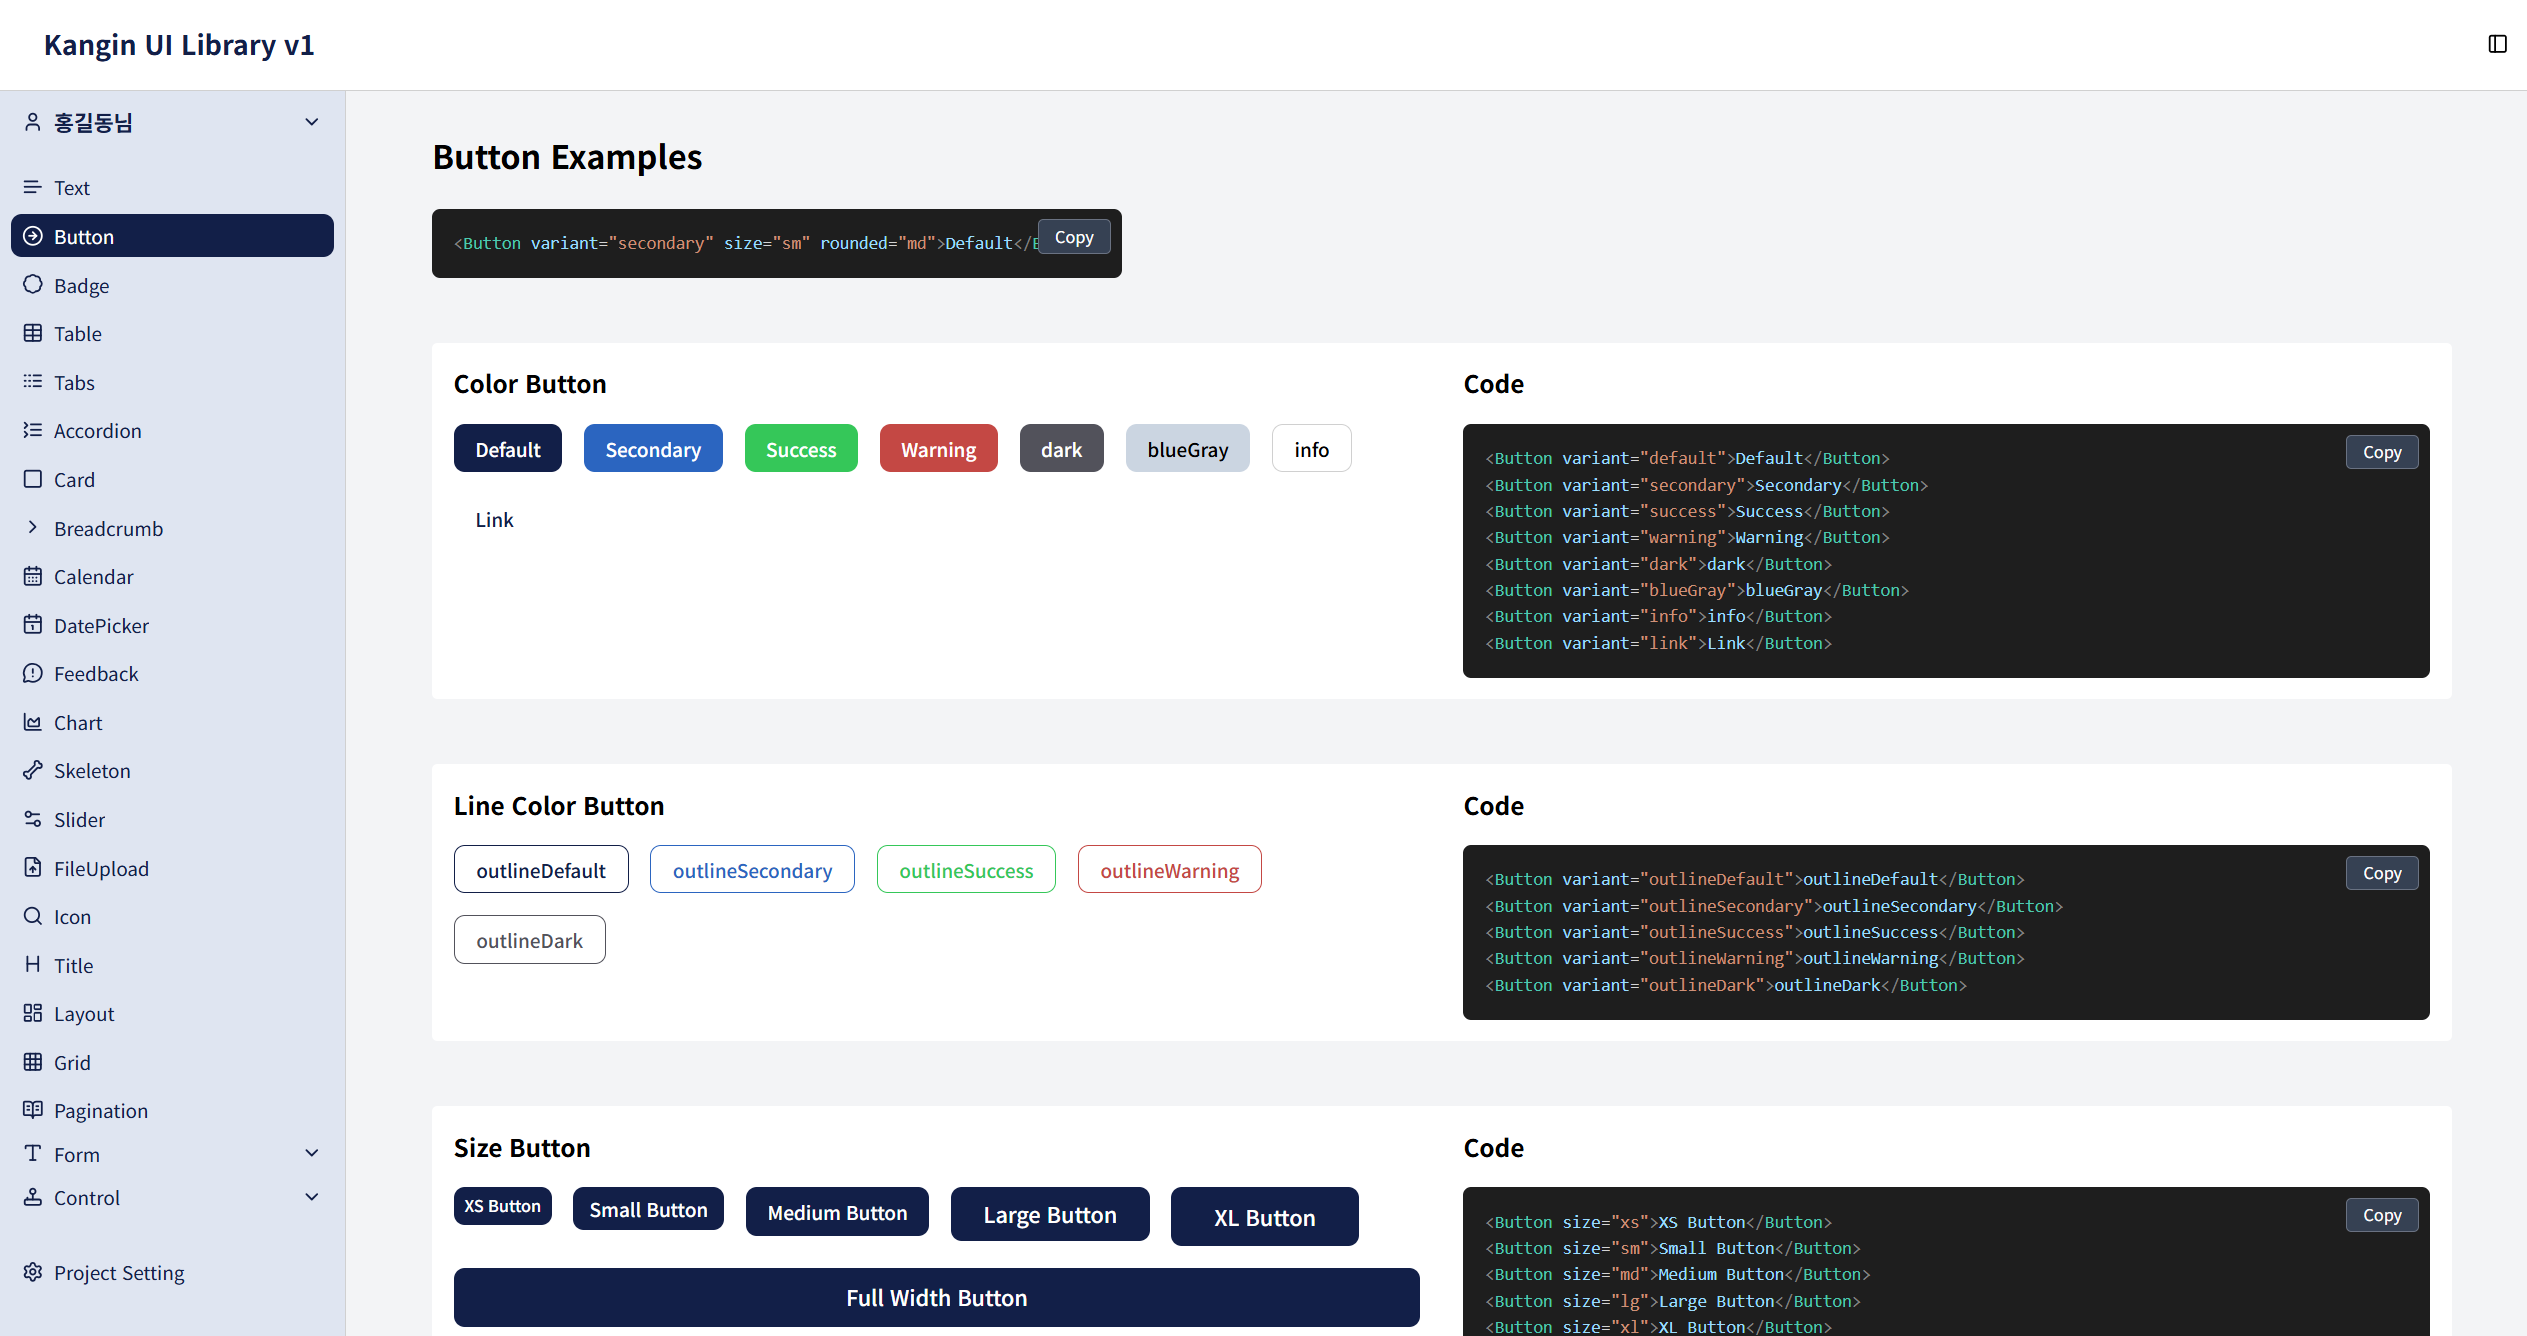 Kangin UI Library v1
홍길동님
Text
Button
Badge
Table
Tabs
Accordion
Card
Breadcrumb
Calendar
DatePicker
Feedback
Chart
Skeleton
Slider
FileUpload
Icon
Title
Layout
Grid
Pagination
Form
Control
Project Setting
Button Examples
<Button variant="secondary" size="sm" rounded="md">Default</
Copy
Color Button
Default Secondary Success Warning dark blueGray info
Link
Code
Copy
<Button variant="default">Default</Button>
<Button variant="secondary">Secondary</Button>
<Button variant="success">Success</Button>
<Button variant="warning">Warning</Button>
<Button variant="dark">dark</Button>
<Button variant="blueGray">blueGray</Button>
<Button variant="info">info</Button>
<Button variant="link">Link</Button>
Line Color Button
outlineDefault outlineSecondary outlineSuccess outlineWarning
outlineDark
Code
Copy
<Button variant="outlineDefault">outlineDefault</Button>
<Button variant="outlineSecondary">outlineSecondary</Button>
<Button variant="outlineSuccess">outlineSuccess</Button>
<Button variant="outlineWarning">outlineWarning</Button>
<Button variant="outlineDark">outlineDark</Button>
Size Button
XS Button Small Button Medium Button Large Button XL Button
Full Width Button
Code
Copy
<Button size="xs">XS Button</Button>
<Button size="sm">Small Button</Button>
<Button size="md">Medium Button</Button>
<Button size="lg">Large Button</Button>
<Button size="xl">XL Button</Button>